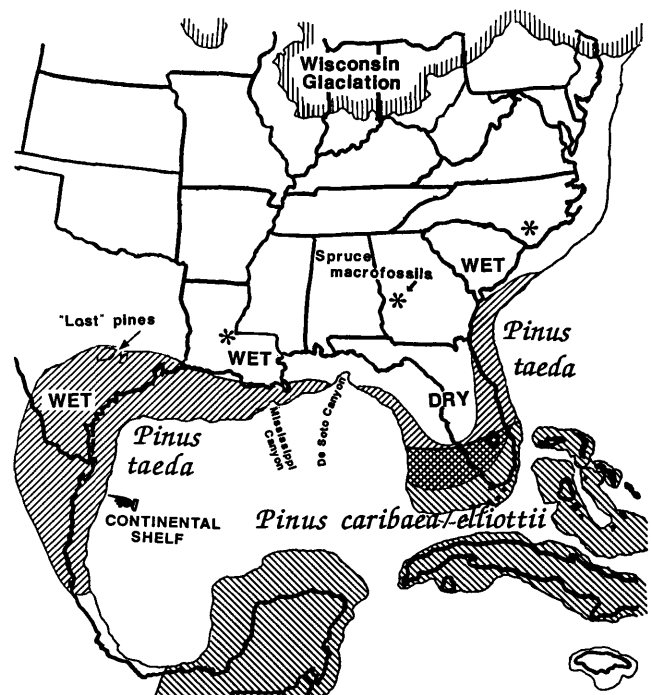 Wisconsin
Glaciation
*
Spruce
macrofossils
WET
*
"Lost" pines
*
WET
Pinus
taeda
WET
DRY
Pinus
taeda
Mississippi
Canyon
De Soto Canyon
CONTINENTAL
SHELF
Pinus caribaea/-elliottii